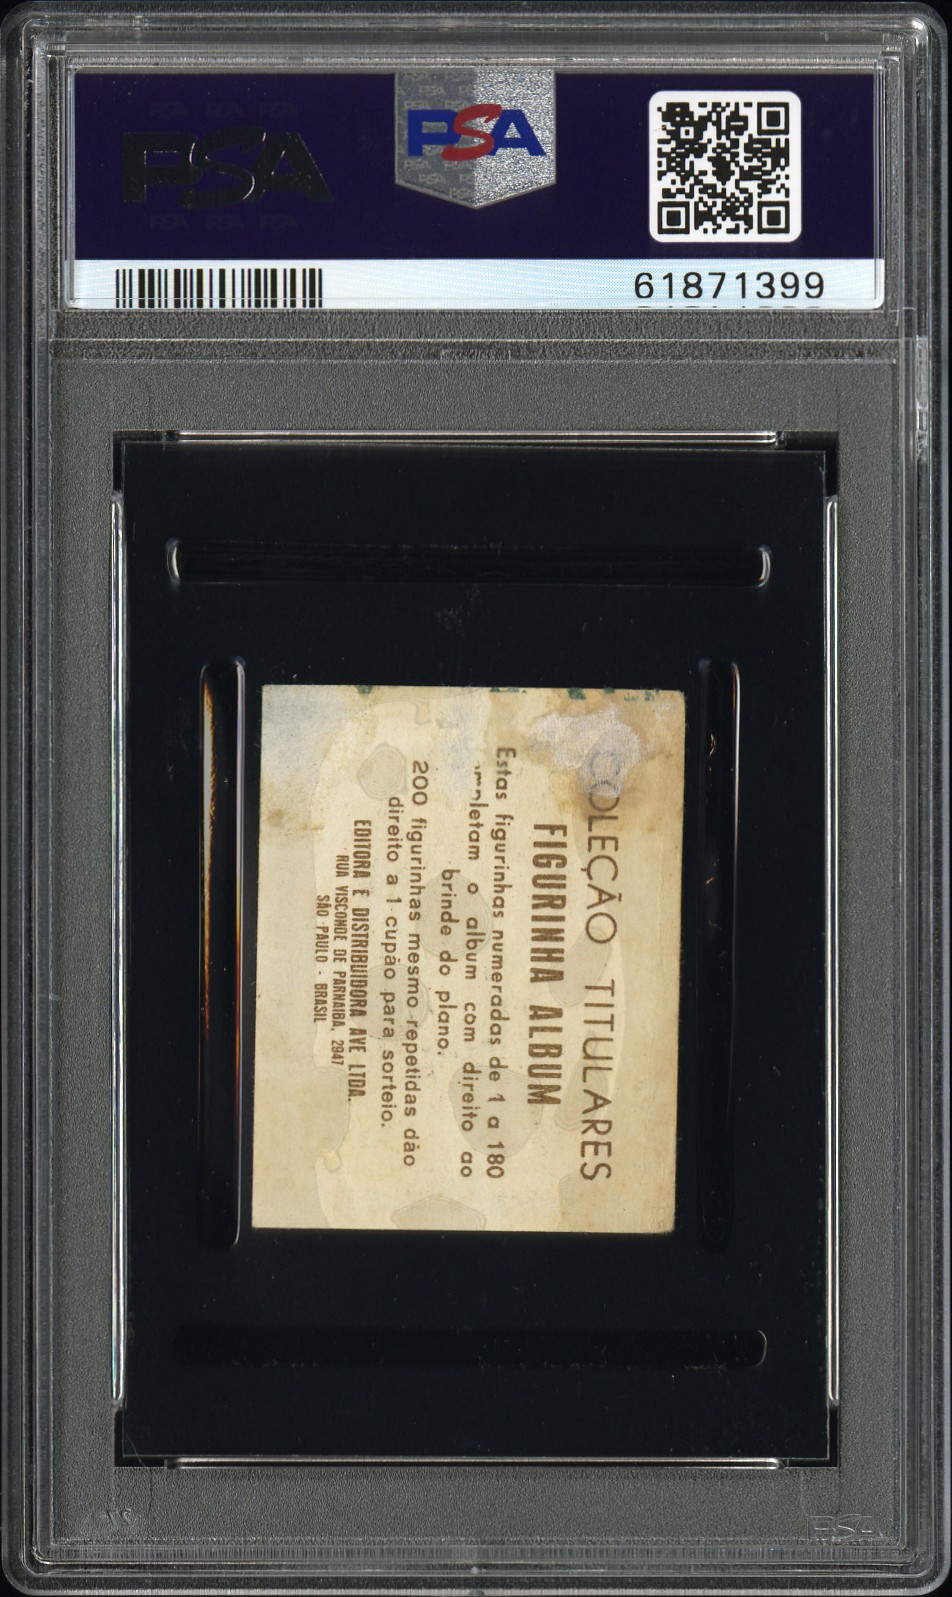 PSA
PSA
61871399
COLEÇÃO TITULARES
FIGURINHA ALBUM
Estas figurinhas numeradas de 1 a 180
o album com direito ao
brinde do plano.
200 figurinhas mesmo repetidas dão
direito a 1 cupão para sorteio.
EDITORA E DISTRIBUIDORA AVE LTDA.
RUA VISCONDE DE PARNAIBA, 2947
SÃO PAULO - BRASIL
PSA